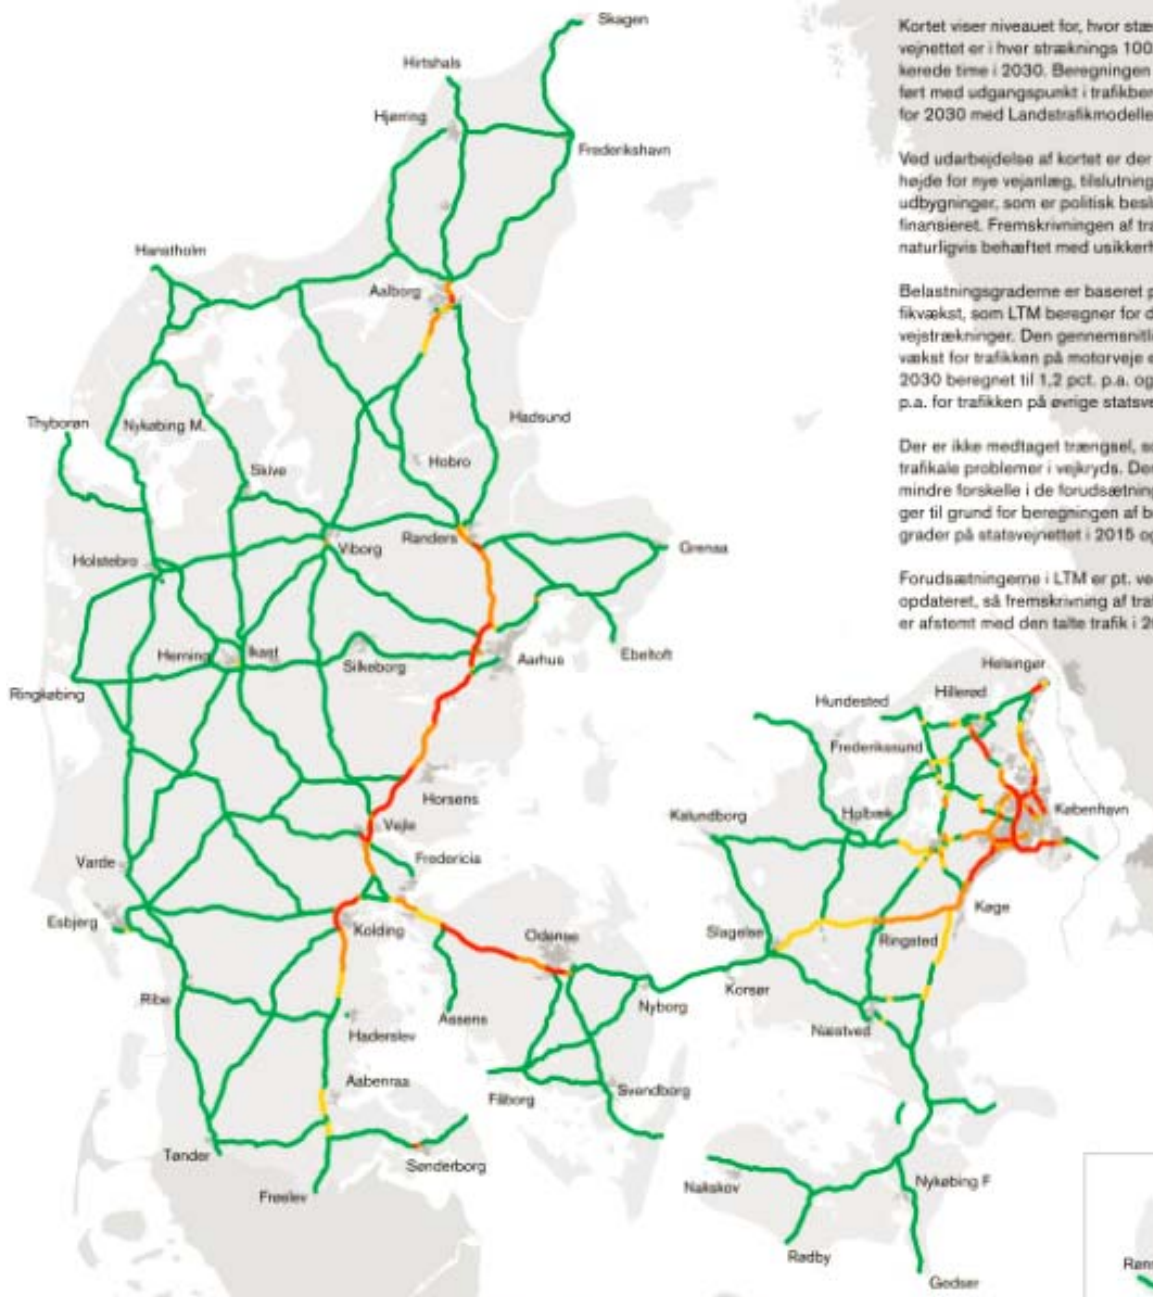 Kortet viser niveauet for, hvor stæ
vejnettet er i hver stræknings 100
kerede time i 2030. Beregningen
ført med udgangspunkt i trafikber
for 2030 med Landstrafikmodelle
Ved udarbejdelse af kortet er der
højde for nye vejanlæg, tilslutning
udbygninger, som er politisk besl
finansieret. Fremskrivningen af tra
naturligvis behæftet med usikkerh
Belastningsgraderne er baseret p
fikvækst, som LTM beregner for d
vejstrækninger. Den gennemsnitli
vækst for trafikken på motorveje e
2030 beregnet til 1,2 pct. p.a. og
p.a. for trafikken på øvrige statsve
Der er ikke medtaget trængsel, so
trafikale problemer i vejkryds. Der
mindre forskelle i de forudsætning
ger til grund for beregningen af be
grader på statsvejnettet i 2015 og
Forudsætningerne i LTM er pt. ve
opdateret, så fremskrivning af traf
er afstemt med den talte trafik i 2
Skagen
Hirtshals
Hjørring
Frederikshavn
Hanstholm
Aalborg
Thyborøn
Nykøbing M.
Hadsund
Skive
Hobro
Viborg
Randers
Grenaa
Holstebro
Herning
Ikast
Silkeborg
Aarhus
Ebeltoft
Ringkøbing
Helsingør
Hundested
Hillerød
Frederikssund
Horsens
Kalundborg
Holbæk
København
Vejle
Varde
Fredericia
Esbjerg
Kolding
Odense
Slagelse
Ringsted
Køge
Ribe
Assens
Nyborg
Korsør
Næstved
Haderslev
Aabenraa
Fåborg
Svendborg
Tønder
Sønderborg
Nakskov
Nykøbing F
Frøslev
Rødby
Gedser
Røn